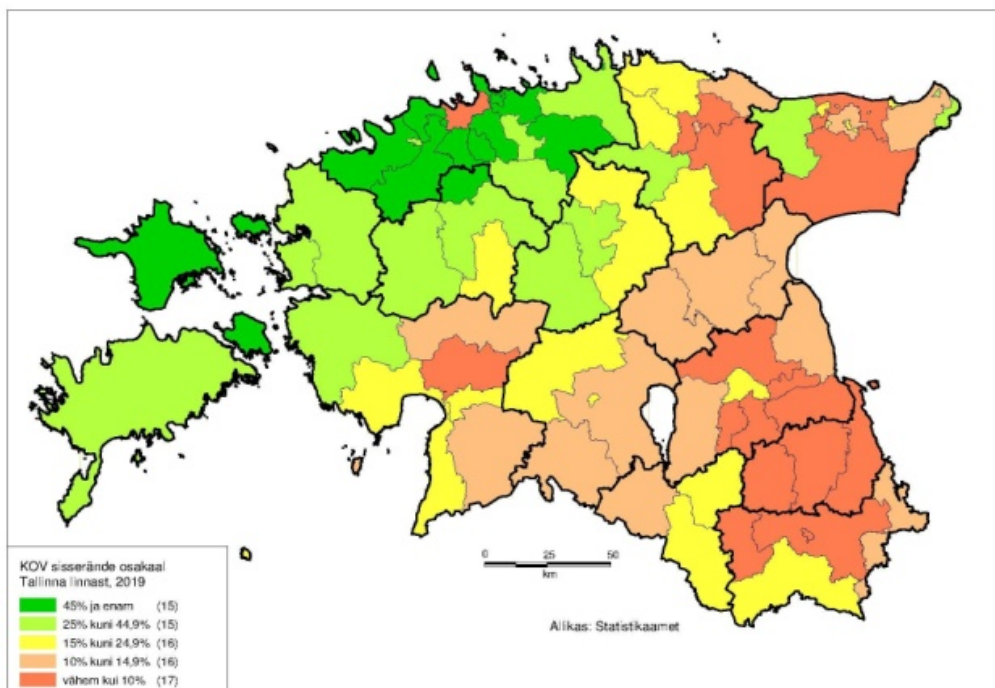 0 25 50
km
Allikas: Statistikaamet
KOV sisserände osakaal
Tallinna linnast, 2019
45% ja enam (15)
25% kuni 44,9% (15)
15% kuni 24,9% (16)
10% kuni 14,9% (16)
vähem kui 10% (17)